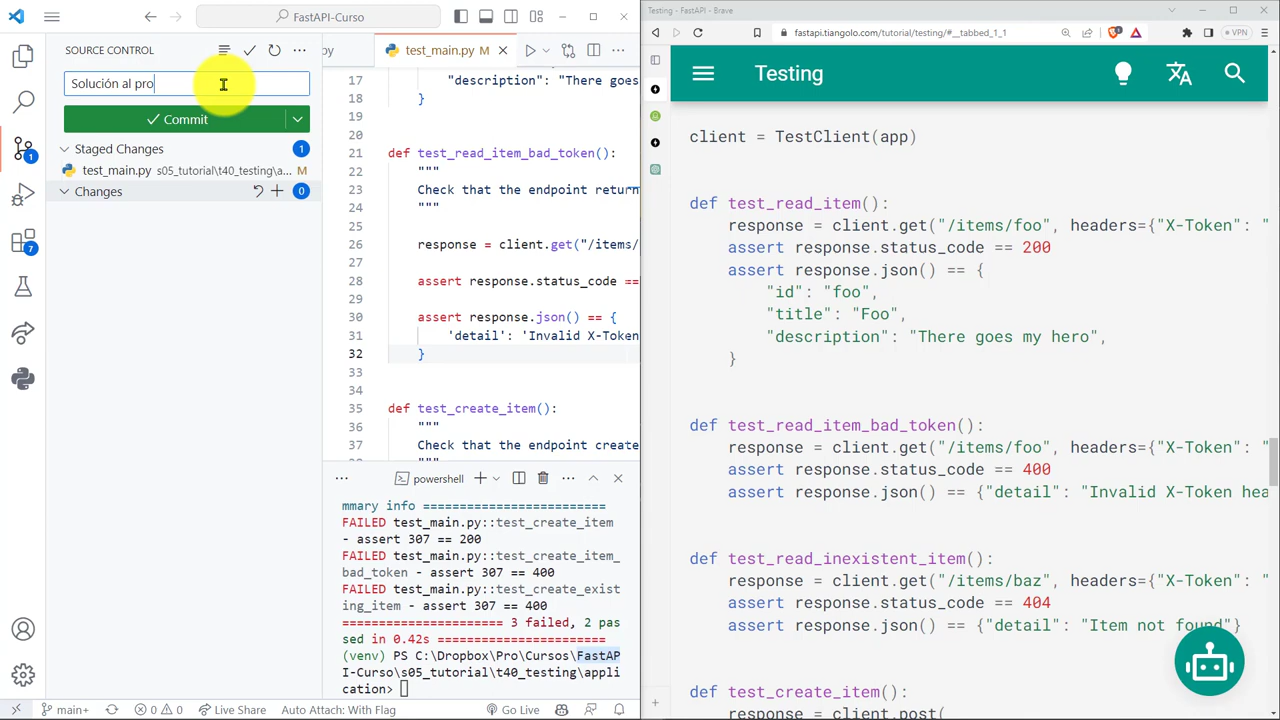 FastAPI-Curso
SOURCE CONTROL
Solución al pro
Commit
Staged Changes
1
test_main.py s05_tutorial\t40_testing\a... M
Changes
0
1
7
py
test_main.py M
17 "description": "There goes
18 }
19
20
21 def test_read_item_bad_token():
22 """
23 Check that the endpoint return
24 """
25
26 response = client.get("/items/
27
28 assert response.status_code ==
29
30 assert response.json() == {
31 'detail': 'Invalid X-Token
32 }
33
34
35 def test_create_item():
36 """
37 Check that the endpoint create
38 """
powershell
mmary info ==========================
FAILED test_main.py::test_create_item
- assert 307 == 200
FAILED test_main.py::test_create_item_
bad_token - assert 307 == 400
FAILED test_main.py::test_create_exist
ing_item - assert 307 == 400
====================== 3 failed, 2 pas
sed in 0.42s =======================
(venv) PS C:\Dropbox\Pro\Cursos\FastAP
I-Curso\s05_tutorial\t40_testing\appli
cation>
main+
0
0
Live Share
Auto Attach: With Flag
Go Live
Testing - FastAPI - Brave
fastapi.tiangolo.com/tutorial/testing/#__tabbed_1_1
VPN
Testing
client = TestClient(app)
def test_read_item():
response = client.get("/items/foo", headers={"X-Token": "
assert response.status_code == 200
assert response.json() == {
"id": "foo",
"title": "Foo",
"description": "There goes my hero",
}
def test_read_item_bad_token():
response = client.get("/items/foo", headers={"X-Token": "
assert response.status_code == 400
assert response.json() == {"detail": "Invalid X-Token hea
def test_read_inexistent_item():
response = client.get("/items/baz", headers={"X-Token": "
assert response.status_code == 404
assert response.json() == {"detail": "Item not found"}
def test_create_item():
response = client.post(